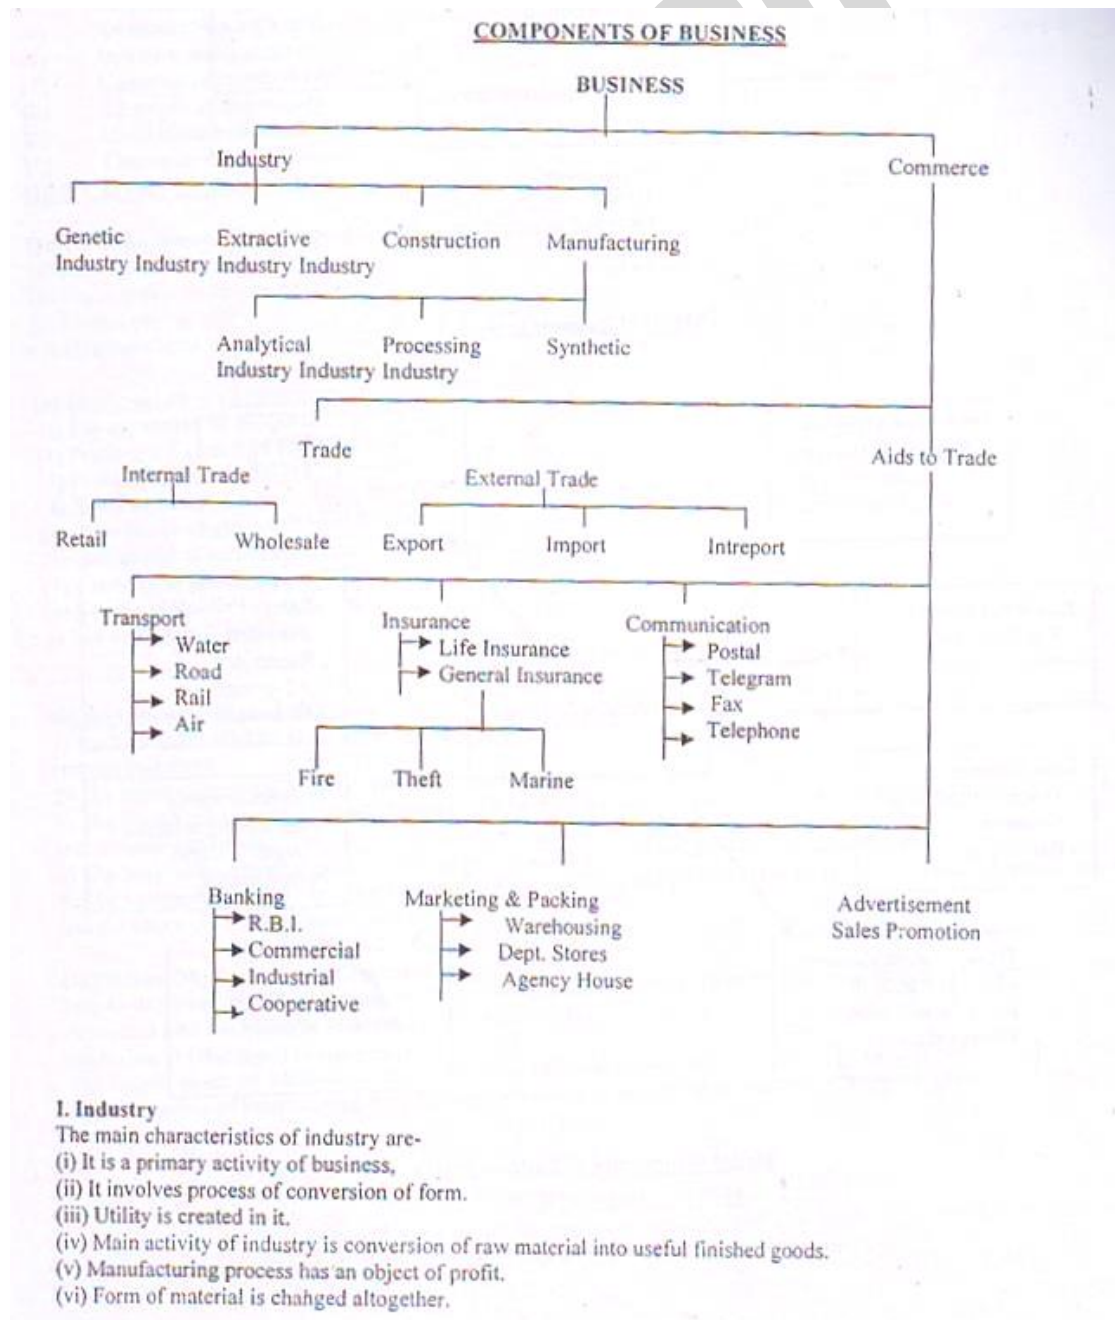 COMPONENTS OF BUSINESS
BUSINESS
Industry
Commerce
Genetic Extractive Construction Manufacturing
Industry Industry Industry Industry
Analytical Processing Synthetic
Industry Industry Industry
Trade
Aids to Trade
Internal Trade External Trade
Retail Wholesale Export Import Intreport
Transport Insurance Communication
Water Life Insurance Postal
Road General Insurance Telegram
Rail Fax
Air Telephone
Fire Theft Marine
Banking Marketing & Packing Advertisement
R.B.I. Warehousing Sales Promotion
Commercial Dept. Stores
Industrial Agency House
Cooperative
I. Industry
The main characteristics of industry are-
(i) It is a primary activity of business,
(ii) It involves process of conversion of form.
(iii) Utility is created in it.
(iv) Main activity of industry is conversion of raw material into useful finished goods.
(v) Manufacturing process has an object of profit.
(vi) Form of material is chahged altogether.